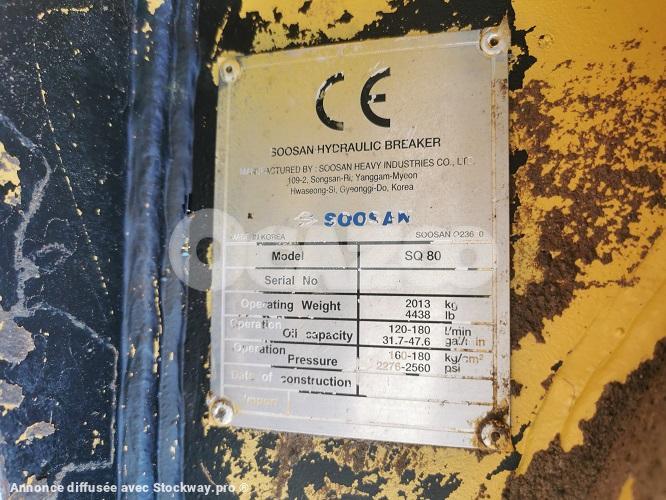 CE
SOOSAN HYDRAULIC BREAKER
MANUFACTURED BY : SOOSAN HEAVY INDUSTRIES CO., LTD.
109-2, Songsan-Ri, Yanggam-Myeon
Hwaseong-Si, Gyeonggi-Do, Korea
SOOSAN
MADE IN KOREA SOOSAN
Model SQ 80
Serial No
Operating Weight 2013 kg
4438 lb
Operation Oil capacity 120-180 l/min
31.7-47.6 gal/min
Operation Pressure 160-180 kg/cm²
2276-2560 psi
Date of construction
Import
Annonce diffusée avec Stockway.pro ®